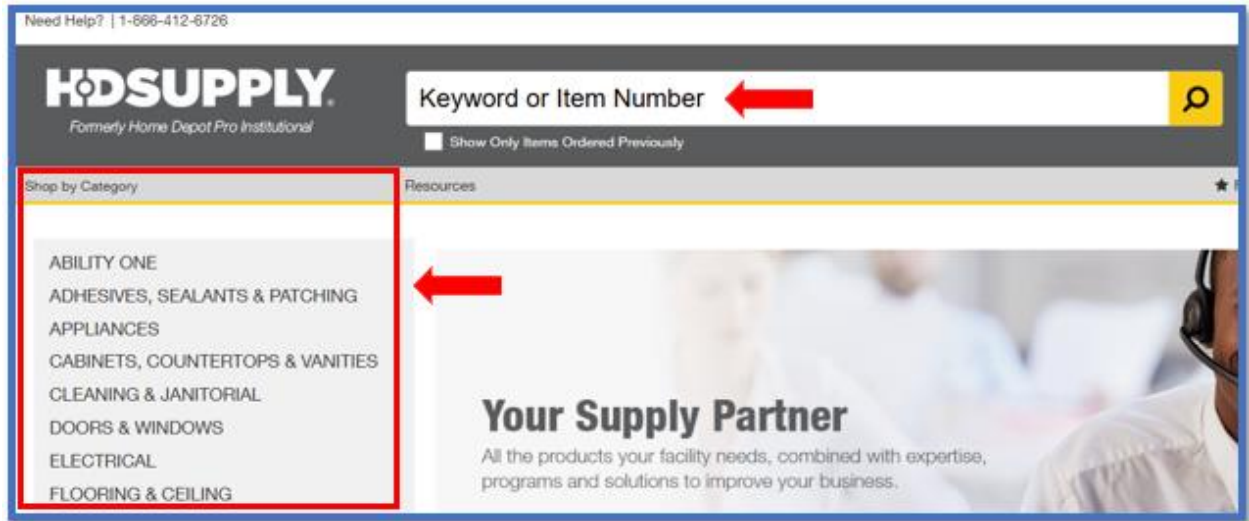 Need Help? | 1-866-412-6726
HDSUPPLY.
Formerly Home Depot Pro Institutional
Keyword or Item Number
Show Only Items Ordered Previously
Shop by Category
Resources
ABILITY ONE
ADHESIVES, SEALANTS & PATCHING
APPLIANCES
CABINETS, COUNTERTOPS & VANITIES
CLEANING & JANITORIAL
DOORS & WINDOWS
ELECTRICAL
FLOORING & CEILING
Your Supply Partner
All the products your facility needs, combined with expertise,
programs and solutions to improve your business.